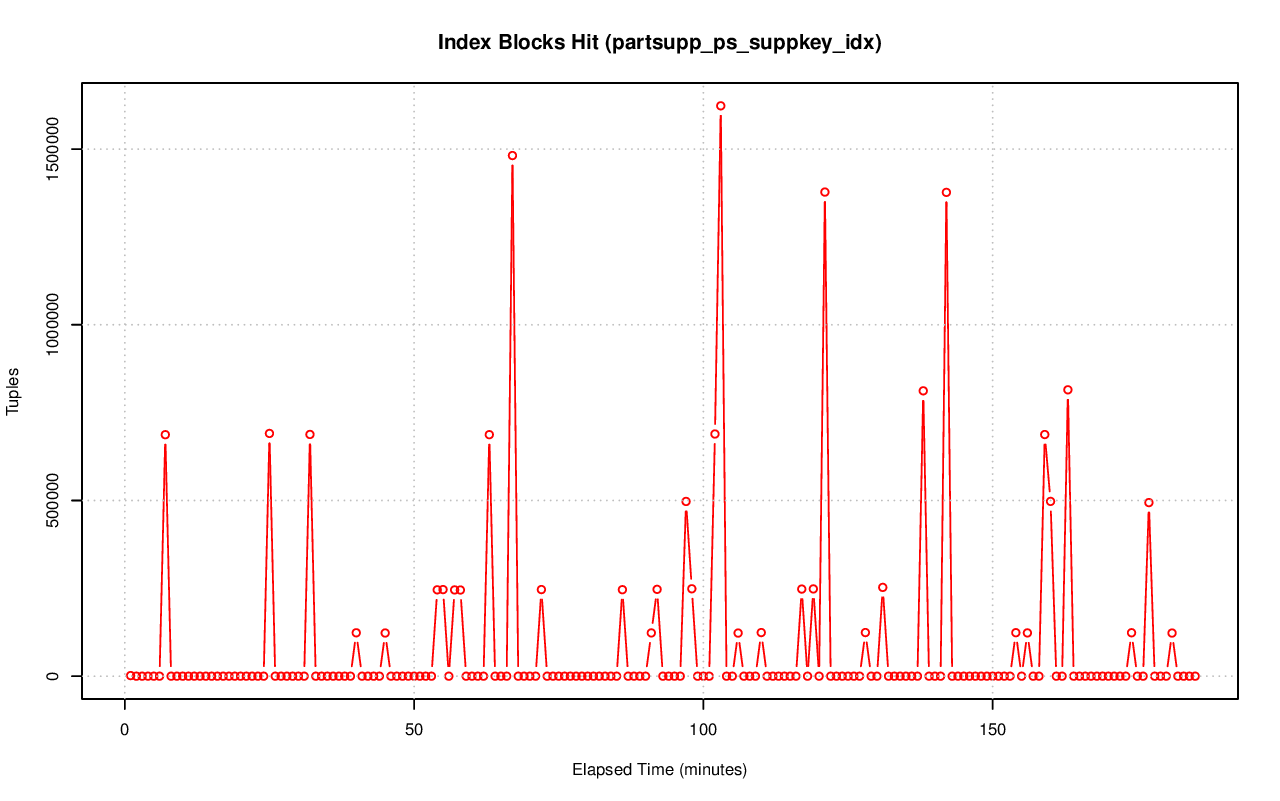 Index Blocks Hit (partsupp_ps_suppkey_idx)
Tuples
1500000
1000000
500000
0
0 50 100 150
Elapsed Time (minutes)